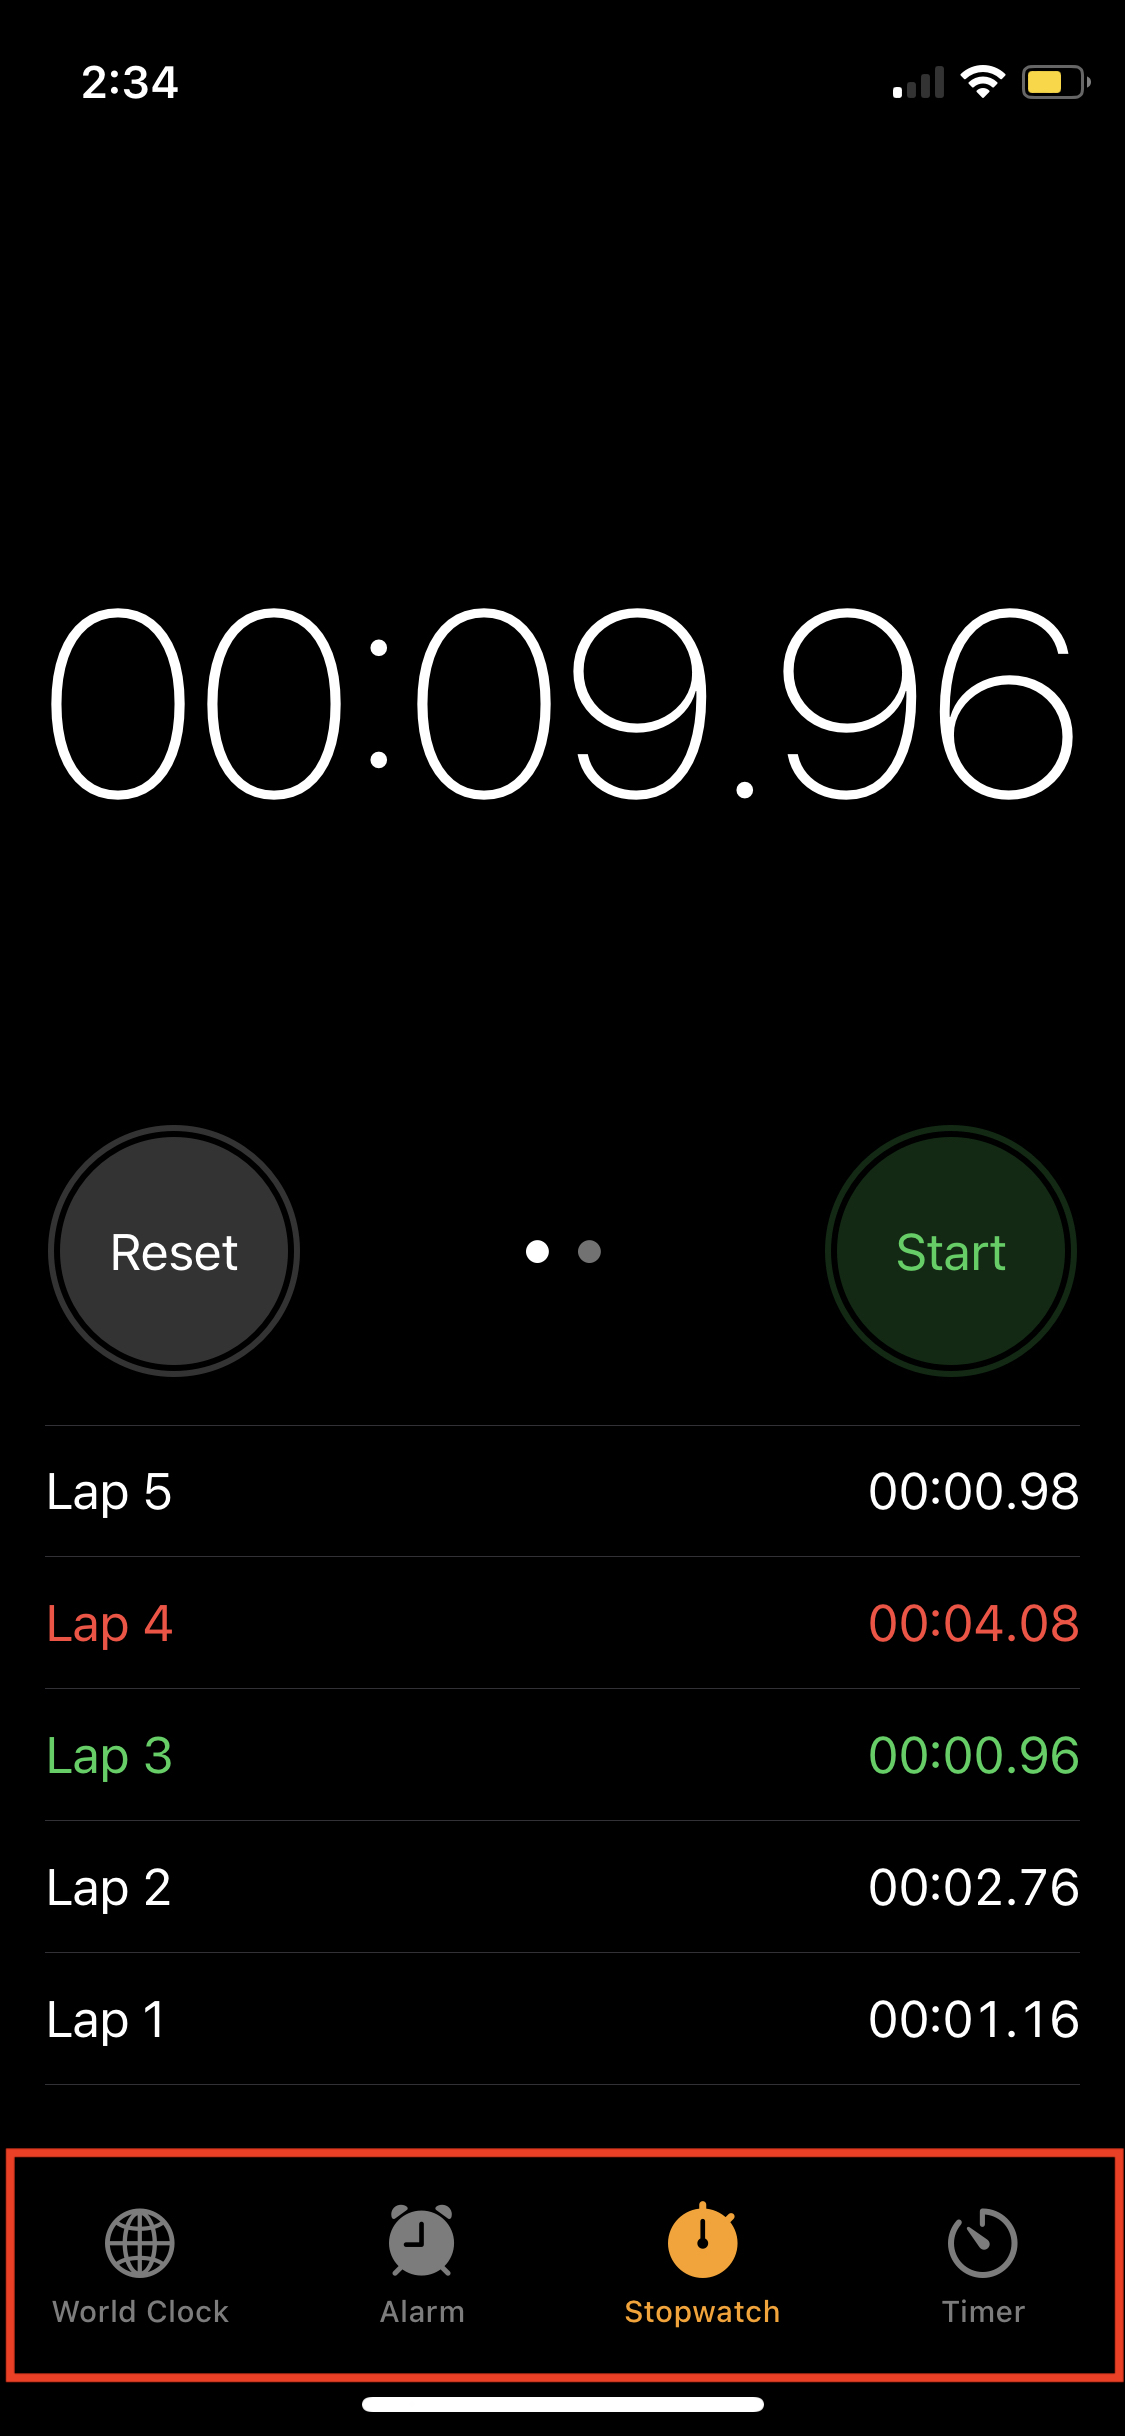 2:34
00:09.96
Reset
Start
Lap 5 00:00.98
Lap 4 00:04.08
Lap 3 00:00.96
Lap 2 00:02.76
Lap 1 00:01.16
World Clock Alarm Stopwatch Timer